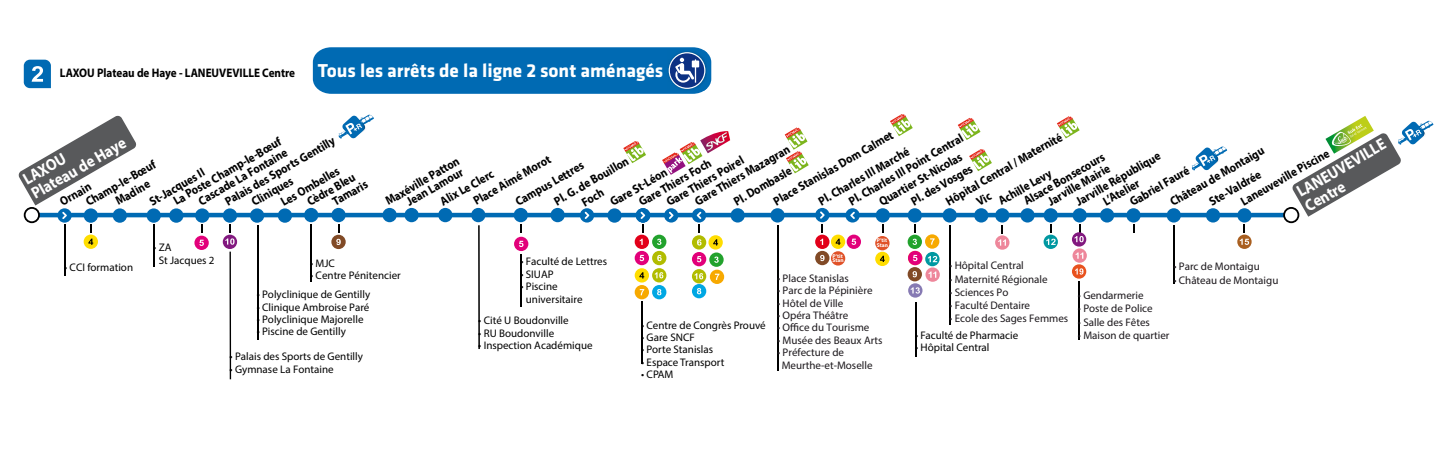 2
LAXOU Plateau de Haye - LANEUVEVILLE Centre
Tous les arrêts de la ligne 2 sont aménagés
LAXOU
Plateau de Haye
Ornain
Champ-le-Bœuf
Madine
St-Jacques II
La Poste Champ-le-Bœuf
Cascade La Fontaine
Palais des Sports Gentilly
P+R
Cliniques
Les Ombelles
Cèdre Bleu
Tamaris
Maxéville Patton
Jean Lamour
Alix Le Clerc
Place Aimé Morot
Campus Lettres
Pl. G. de Bouillon
Lib
Foch
Gare St-Léon
park
Lib
SNCF
Gare Thiers Foch
Gare Thiers Poirel
Gare Thiers Mazagran
Lib
Pl. Dombasle
Lib
Place Stanislas Dom Calmet
Lib
Pl. Charles III Marché
Pl. Charles III Point Central
Lib
Quartier St-Nicolas
Pl. des Vosges
Lib
Hôpital Central / Maternité
Lib
Vic
Achille Levy
Alsace Bonsecours
Jarville Mairie
Jarville République
L'Atelier
Gabriel Fauré
P+R
Château de Montaigu
Ste-Valdrée
Laneuveville Piscine
LANEUVEVILLE
Centre
P+R
4
5
10
9
5
1 3
5 6
4 16
7 8
6 4
5 3
16 7
8
1 4 5
9 P'tit Stan
P'tit Stan
4
3 7
5 12
9 11
13
11
12
10
11
19
15
· CCI formation
· ZA
St Jacques 2
· Palais des Sports de Gentilly
· Gymnase La Fontaine
· Polyclinique de Gentilly
· Clinique Ambroise Paré
· Polyclinique Majorelle
· Piscine de Gentilly
· MJC
· Centre Pénitencier
· Cité U Boudonville
· RU Boudonville
· Inspection Académique
· Faculté de Lettres
· SIUAP
· Piscine
universitaire
· Centre de Congrès Prouvé
· Gare SNCF
· Porte Stanislas
· Espace Transport
· CPAM
· Place Stanislas
· Parc de la Pépinière
· Hôtel de Ville
· Opéra Théâtre
· Office du Tourisme
· Musée des Beaux Arts
· Préfecture de
Meurthe-et-Moselle
· Faculté de Pharmacie
· Hôpital Central
· Hôpital Central
· Maternité Régionale
· Sciences Po
· Faculté Dentaire
· Ecole des Sages Femmes
· Gendarmerie
· Poste de Police
· Salle des Fêtes
· Maison de quartier
· Parc de Montaigu
· Château de Montaigu